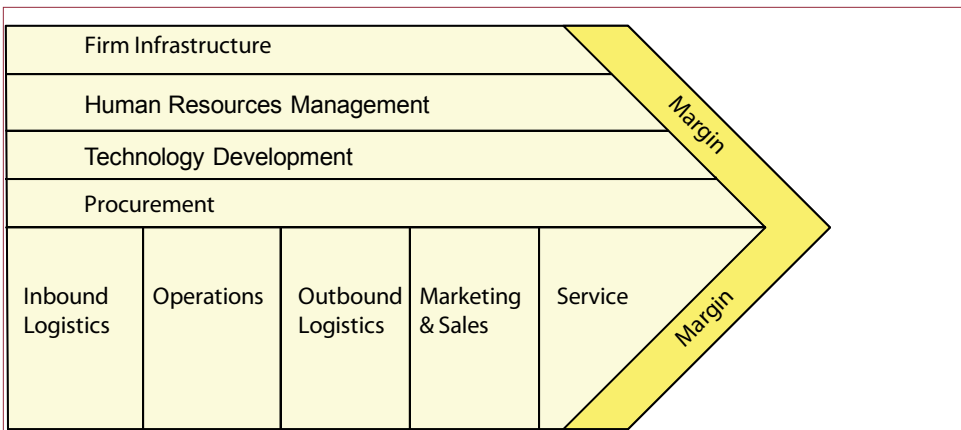 Firm Infrastructure
Human Resources Management
Technology Development
Procurement
Margin
Inbound
Logistics
Operations
Outbound
Logistics
Marketing
& Sales
Service
Margin